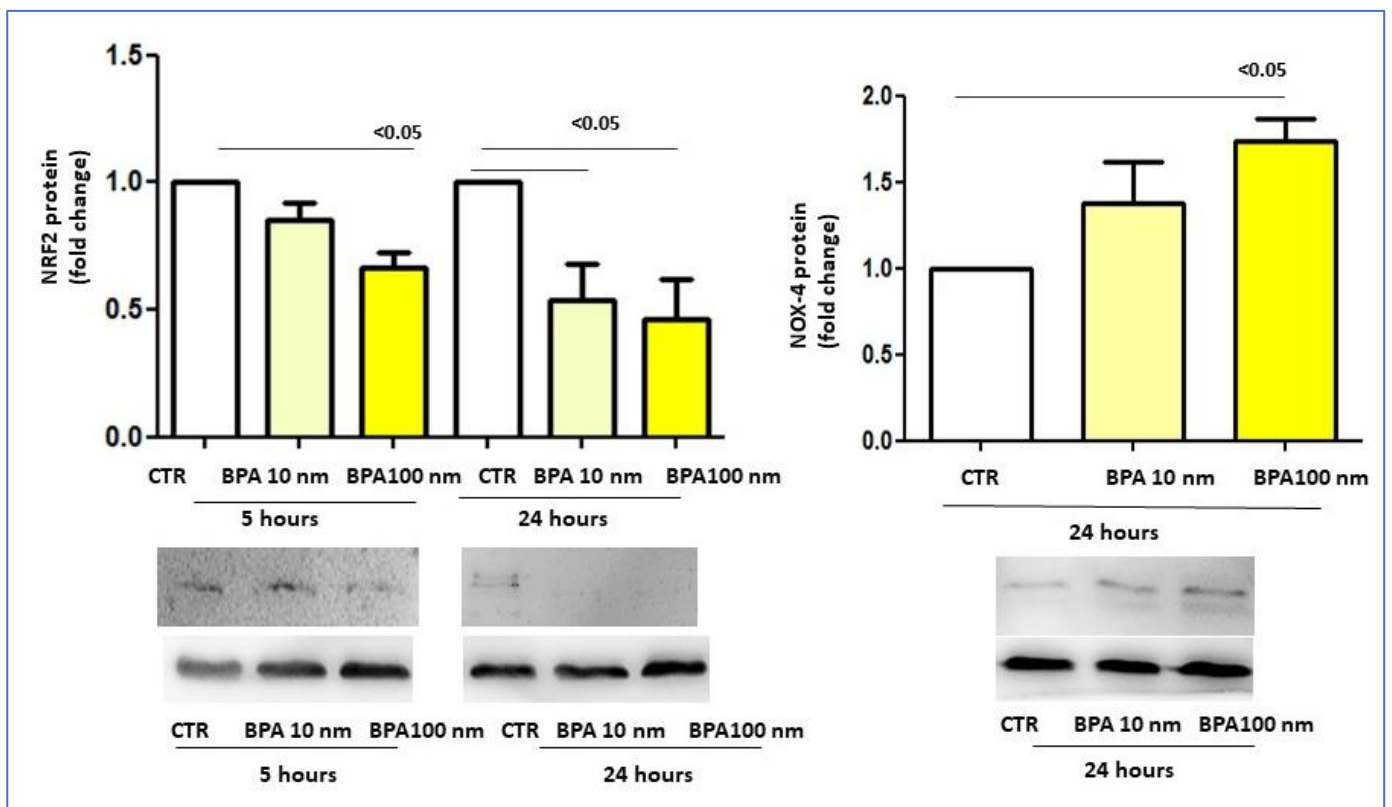 NRF2 protein
(fold change)
1.5
1.0
0.5
0.0
<0.05
<0.05
CTR BPA 10 nm BPA100 nm CTR BPA 10 nm BPA100 nm
5 hours 24 hours
NOX-4 protein
(fold change)
2.0
1.5
1.0
0.5
0.0
<0.05
CTR BPA 10 nm BPA100 nm
24 hours
CTR BPA 10 nm BPA100 nm CTR BPA 10 nm BPA100 nm
5 hours 24 hours
CTR BPA 10 nm BPA100 nm
24 hours